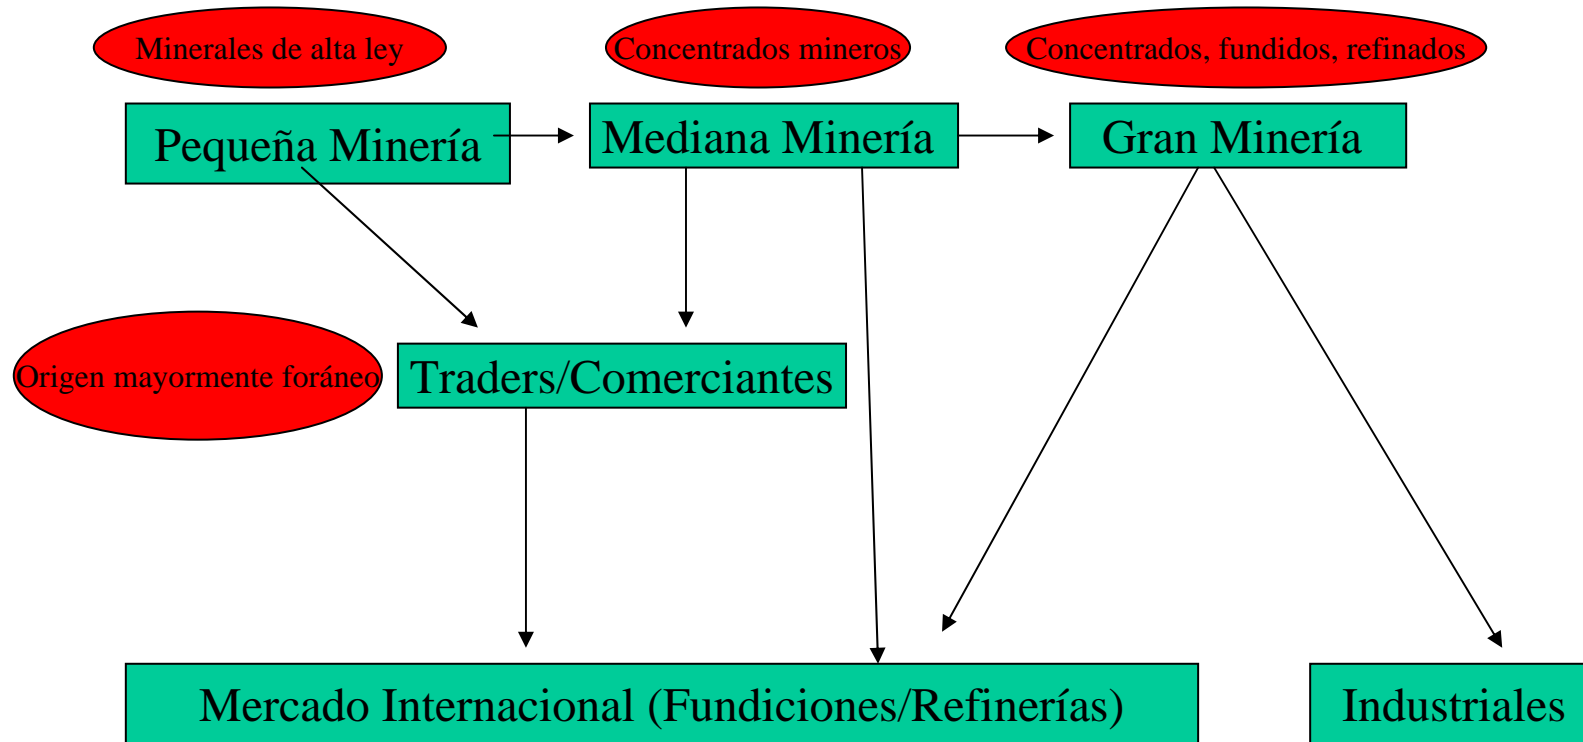 Minerales de alta ley
Concentrados mineros
Concentrados, fundidos, refinados
Pequeña Minería
Mediana Minería
Gran Minería
Origen mayormente foráneo
Traders/Comerciantes
Mercado Internacional (Fundiciones/Refinerías)
Industriales